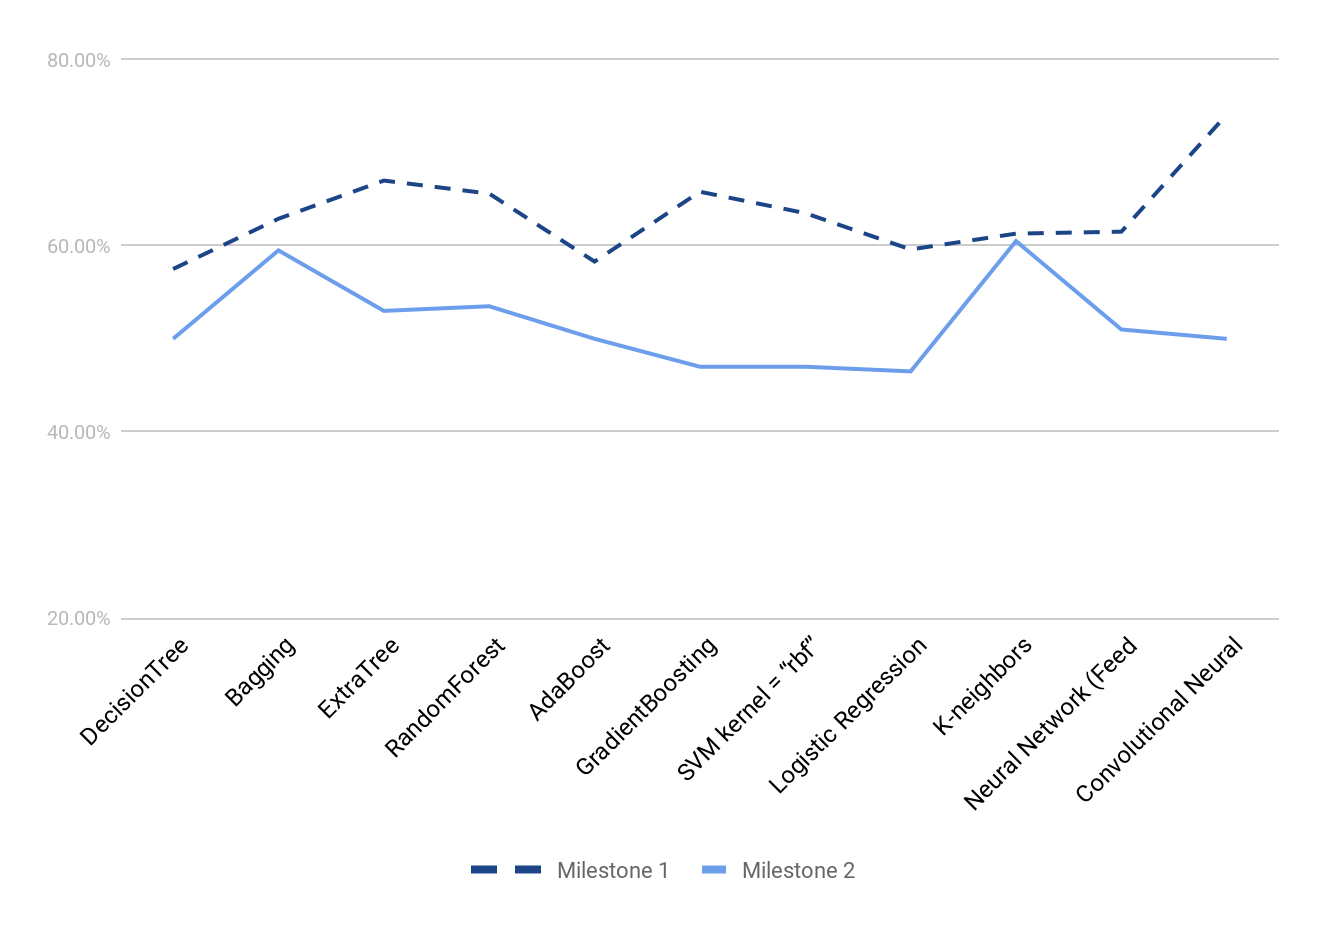 80.00%
60.00%
40.00%
20.00%
DecisionTree
Bagging
ExtraTree
RandomForest
AdaBoost
GradientBoosting
SVM kernel = “rbf”
Logistic Regression
K-neighbors
Neural Network (Feed
Convolutional Neural
Milestone 1
Milestone 2